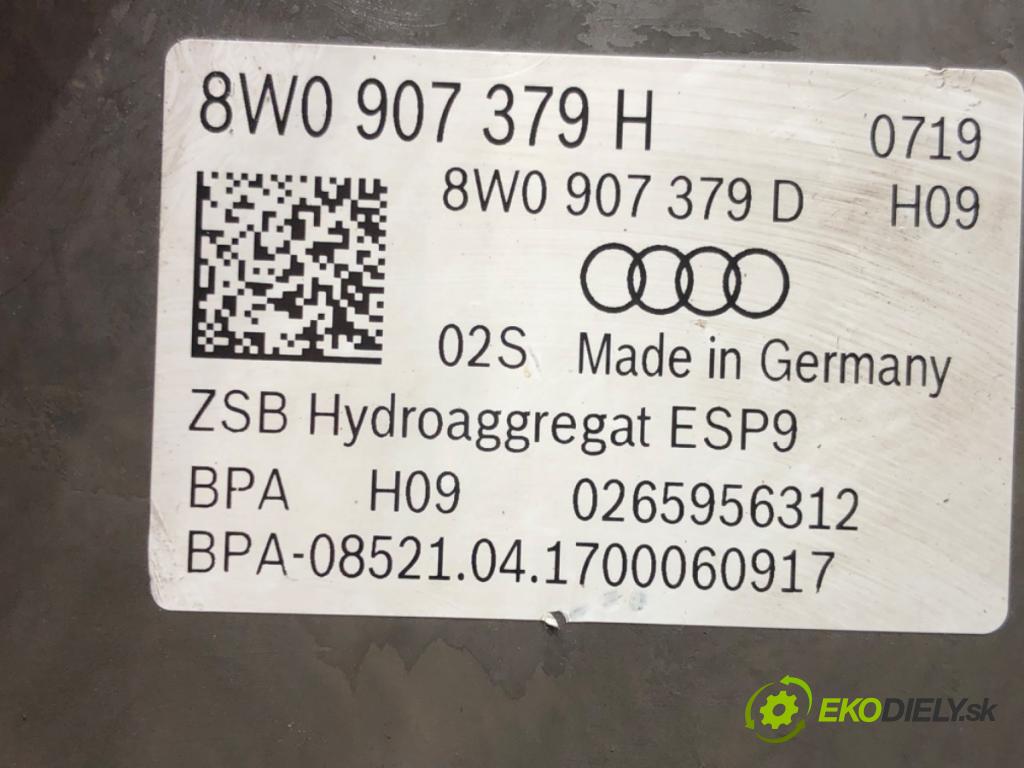 8W0 907 379 H 0719
8W0 907 379 D H09
02S Made in Germany
ZSB Hydroaggregat ESP9
BPA H09 0265956312
BPA-08521.04.1700060917
EKODIELY.sk